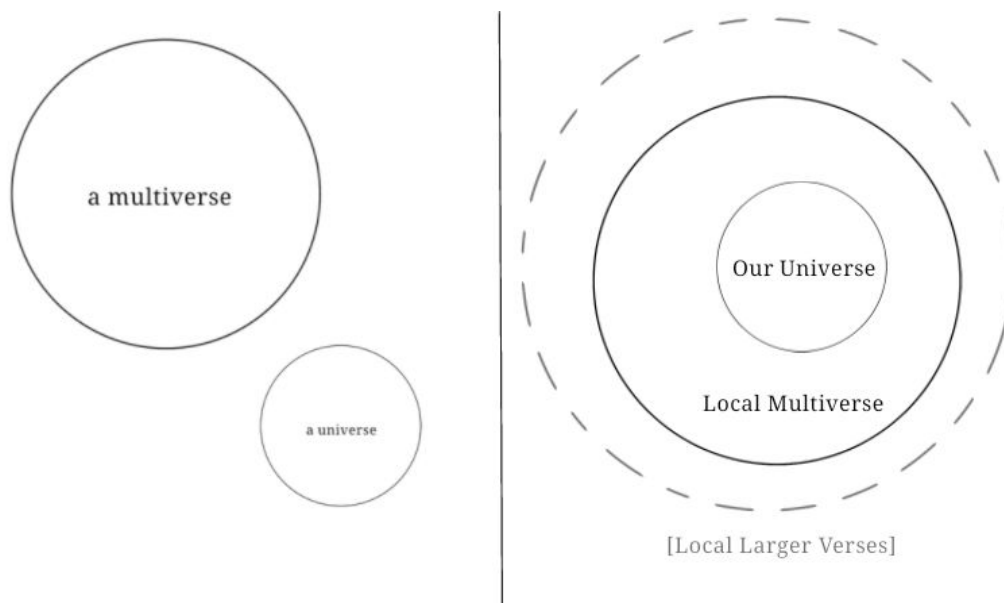 a multiverse
a universe
Our Universe
Local Multiverse
[Local Larger Verses]